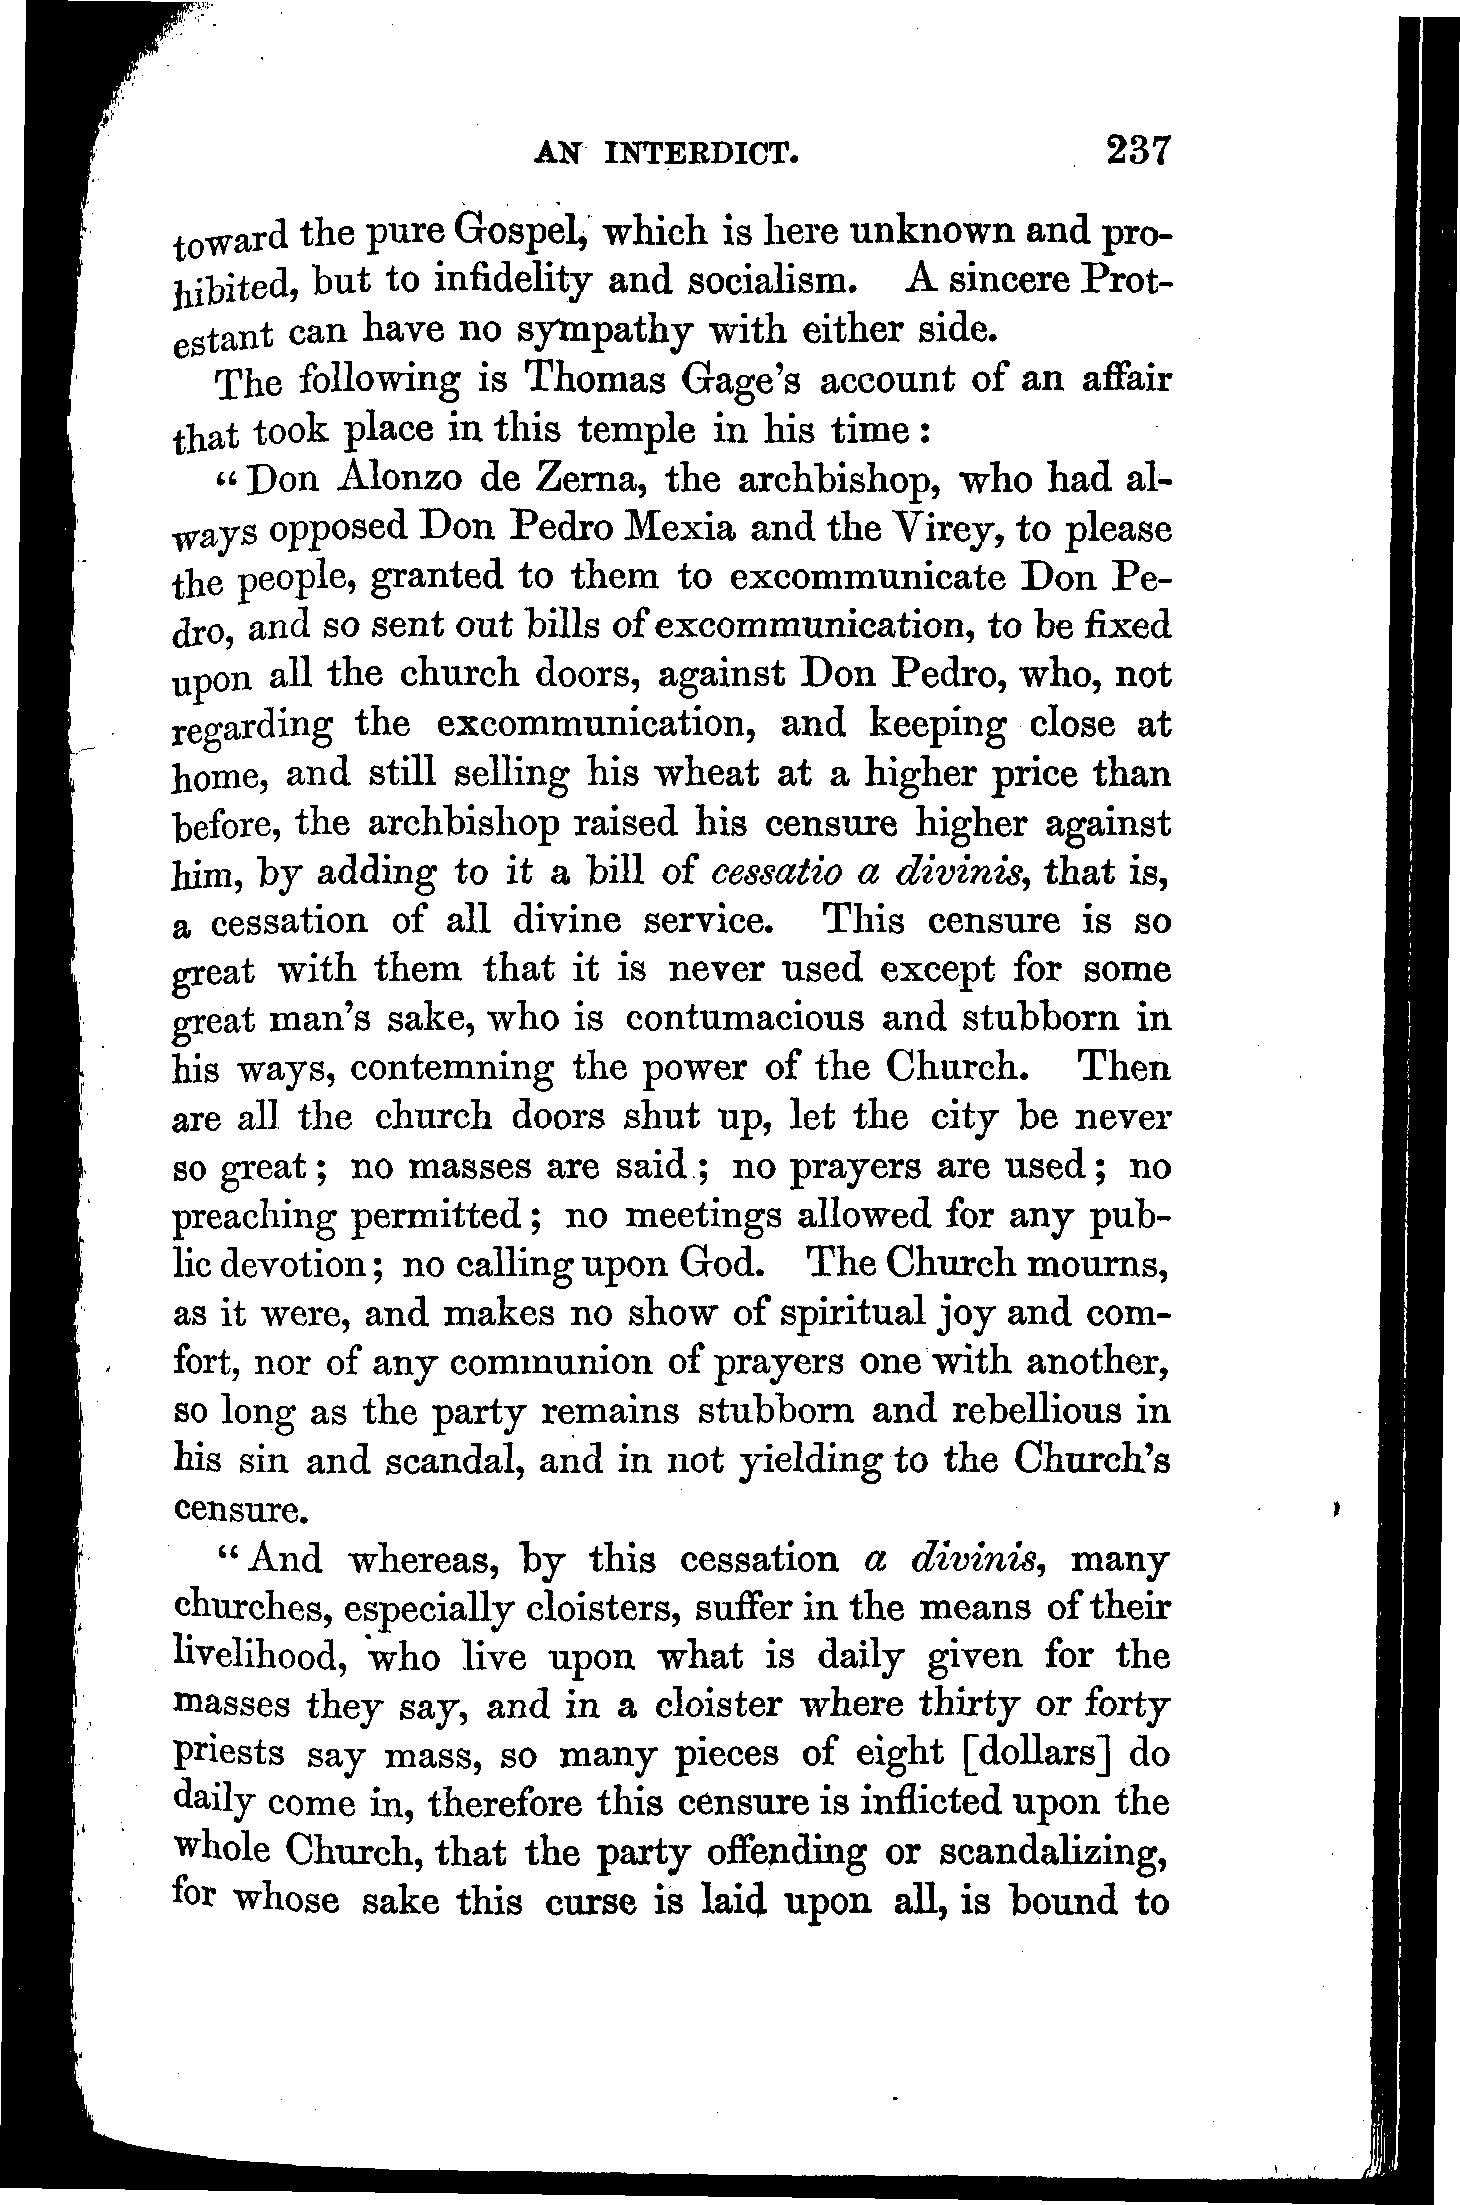 AN INTERDICT. 237
toward the pure Gospel, which is here unknown and pro-
hibited, but to infidelity and socialism. A sincere Prot-
estant can have no sympathy with either side.
The following is Thomas Gage's account of an affair
that took place in this temple in his time:
"Don Alonzo de Zerna, the archbishop, who had al-
ways opposed Don Pedro Mexia and the Virey, to please
the people, granted to them to excommunicate Don Pe-
dro, and so sent out bills of excommunication, to be fixed
upon all the church doors, against Don Pedro, who, not
regarding the excommunication, and keeping close at
home, and still selling his wheat at a higher price than
before, the archbishop raised his censure higher against
him, by adding to it a bill of cessatio a divinis, that is,
a cessation of all divine service. This censure is so
great with them that it is never used except for some
great man's sake, who is contumacious and stubborn in
his ways, contemning the power of the Church. Then
are all the church doors shut up, let the city be never
so great; no masses are said; no prayers are used; no
preaching permitted; no meetings allowed for any pub-
lic devotion; no calling upon God. The Church mourns,
as it were, and makes no show of spiritual joy and com-
fort, nor of any communion of prayers one with another,
so long as the party remains stubborn and rebellious in
his sin and scandal, and in not yielding to the Church's
censure.
"And whereas, by this cessation a divinis, many
churches, especially cloisters, suffer in the means of their
livelihood, who live upon what is daily given for the
masses they say, and in a cloister where thirty or forty
priests say mass, so many pieces of eight [dollars] do
daily come in, therefore this censure is inflicted upon the
whole Church, that the party offending or scandalizing,
for whose sake this curse is laid upon all, is bound to